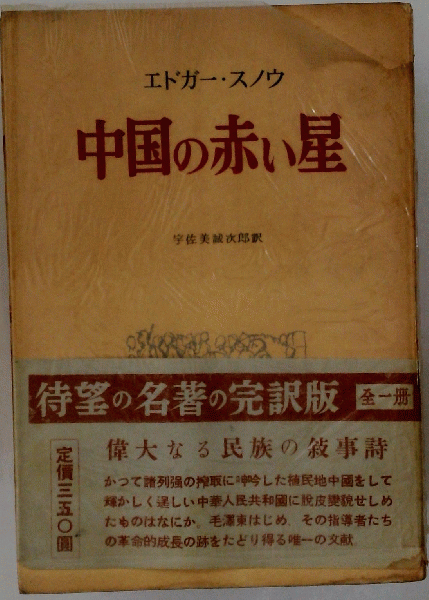 エドガー・スノウ
中国の赤い星
宇佐美誠次郎訳
待望の名著の完訳版
全一册
定價三五〇圓
偉大なる民族の敘事詩
かつて諸列强の搾取に呻吟した植民地中國をして
輝かしく逞しい中華人民共和國に脫皮變貌せしめ
たものはなにか。毛澤東はじめ、その指導者たち
の革命的成長の跡をたどり得る唯一の文献。